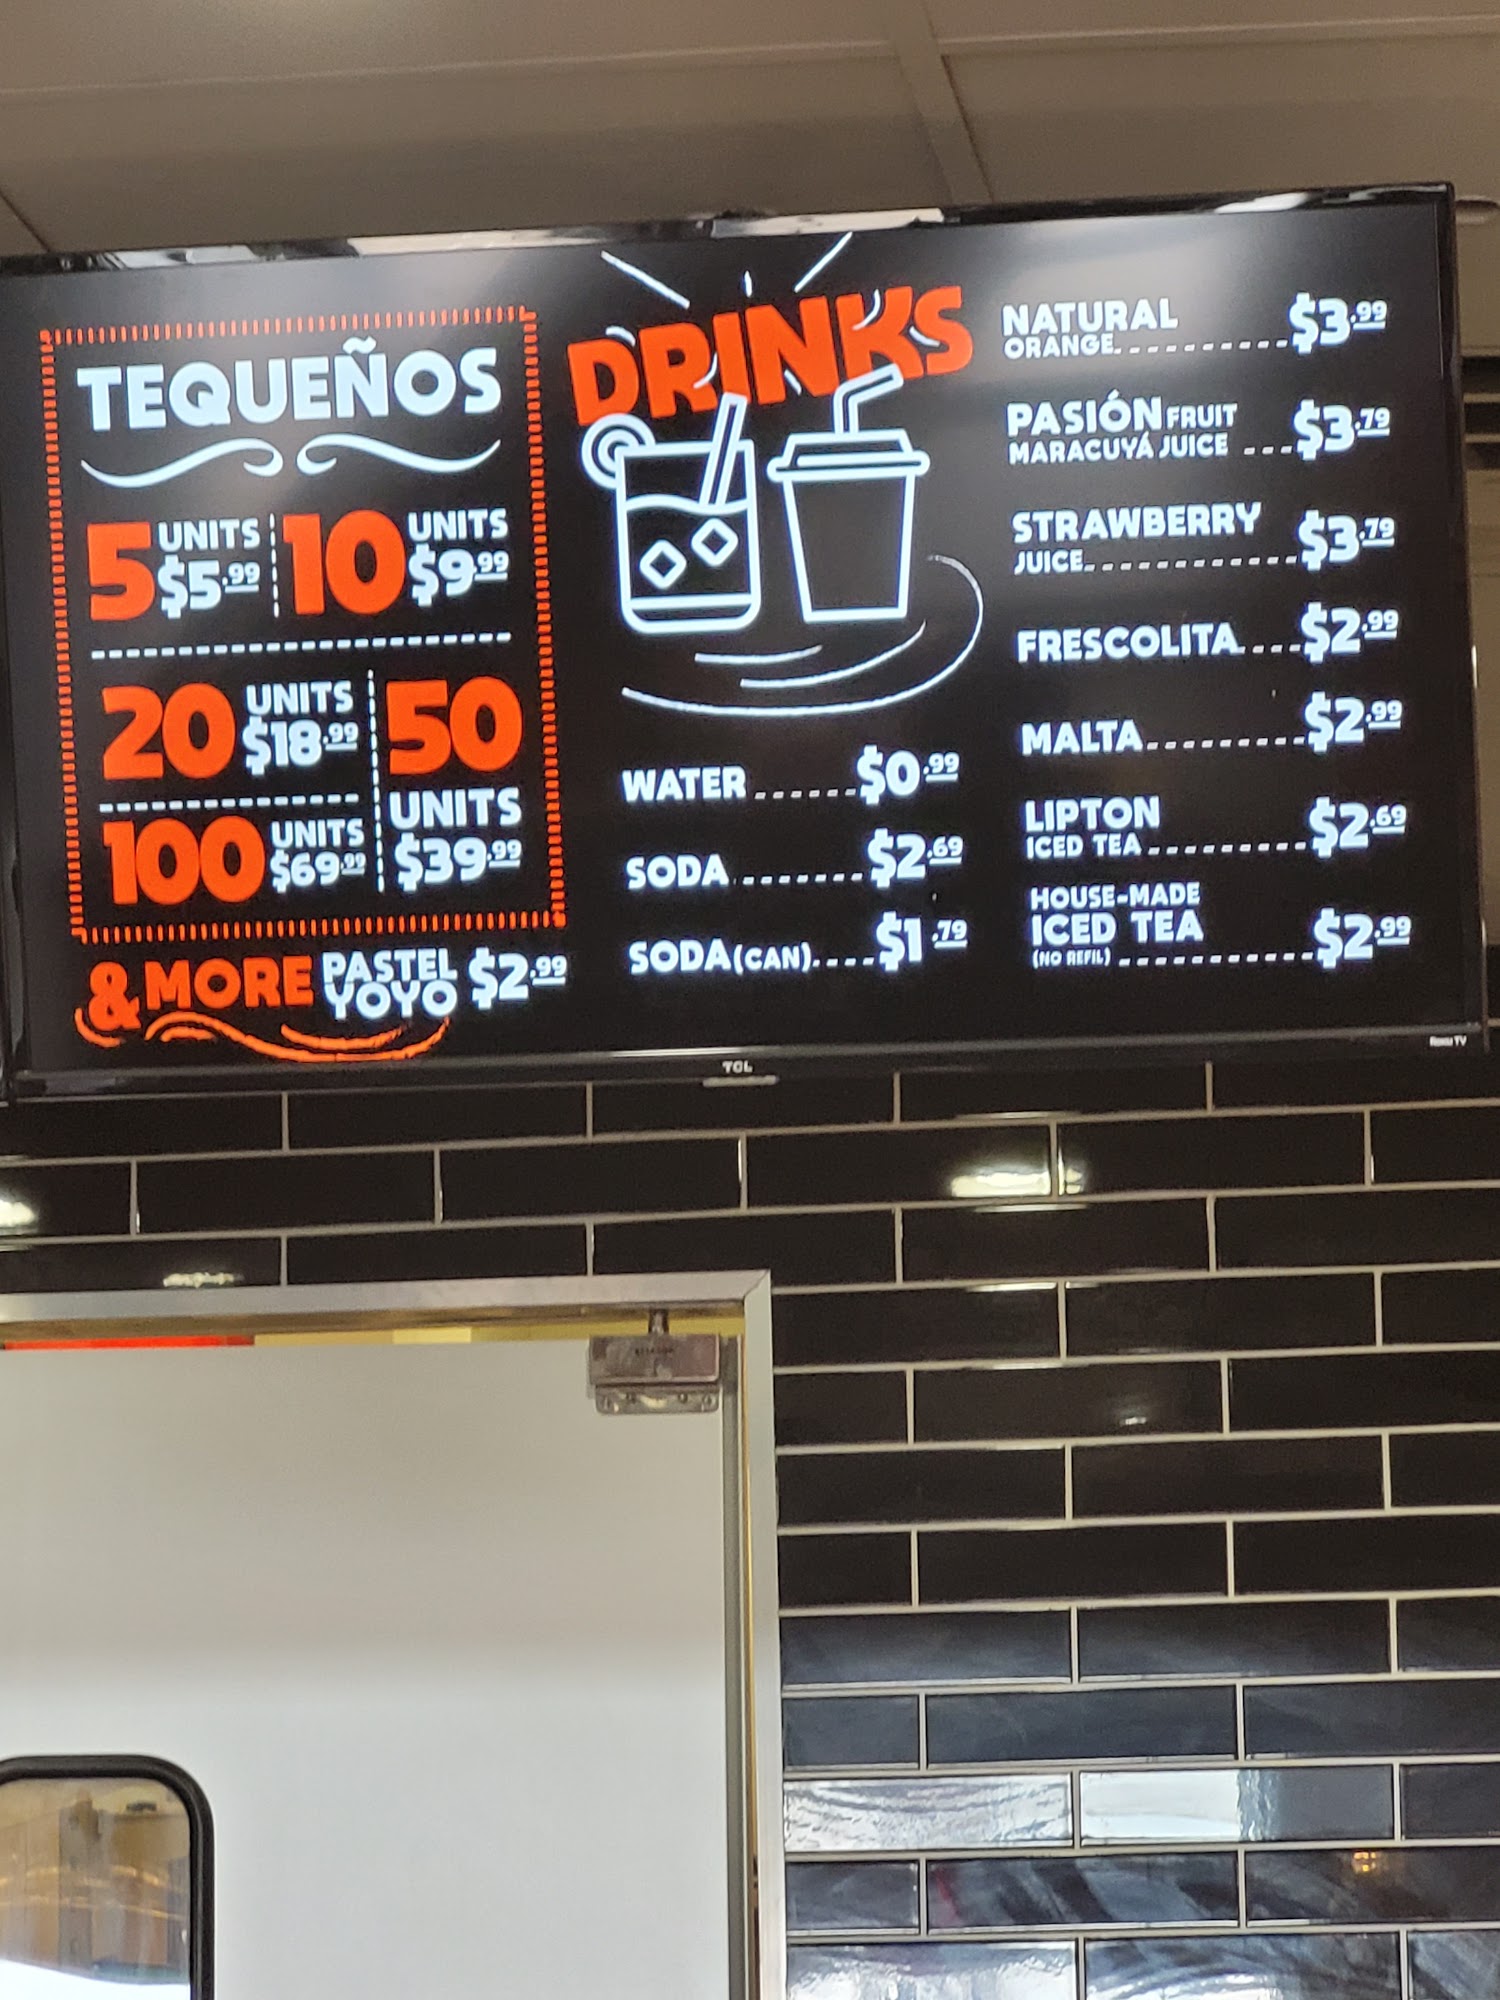 TEQUEÑOS
5 UNITS $5.99
10 UNITS $9.99
20 UNITS $18.99
50 UNITS $39.99
100 UNITS $69.99
& MORE PASTEL YOYO $2.99
DRINKS
WATER $0.99
SODA $2.69
SODA (CAN) $1.79
NATURAL
ORANGE $3.99
PASIÓN FRUIT
MARACUYÁ JUICE $3.79
STRAWBERRY
JUICE $3.79
FRESCOLITA $2.99
MALTA $2.99
LIPTON
ICED TEA $2.69
HOUSE-MADE
ICED TEA
(NO REFIL) $2.99
TCL
Roku TV